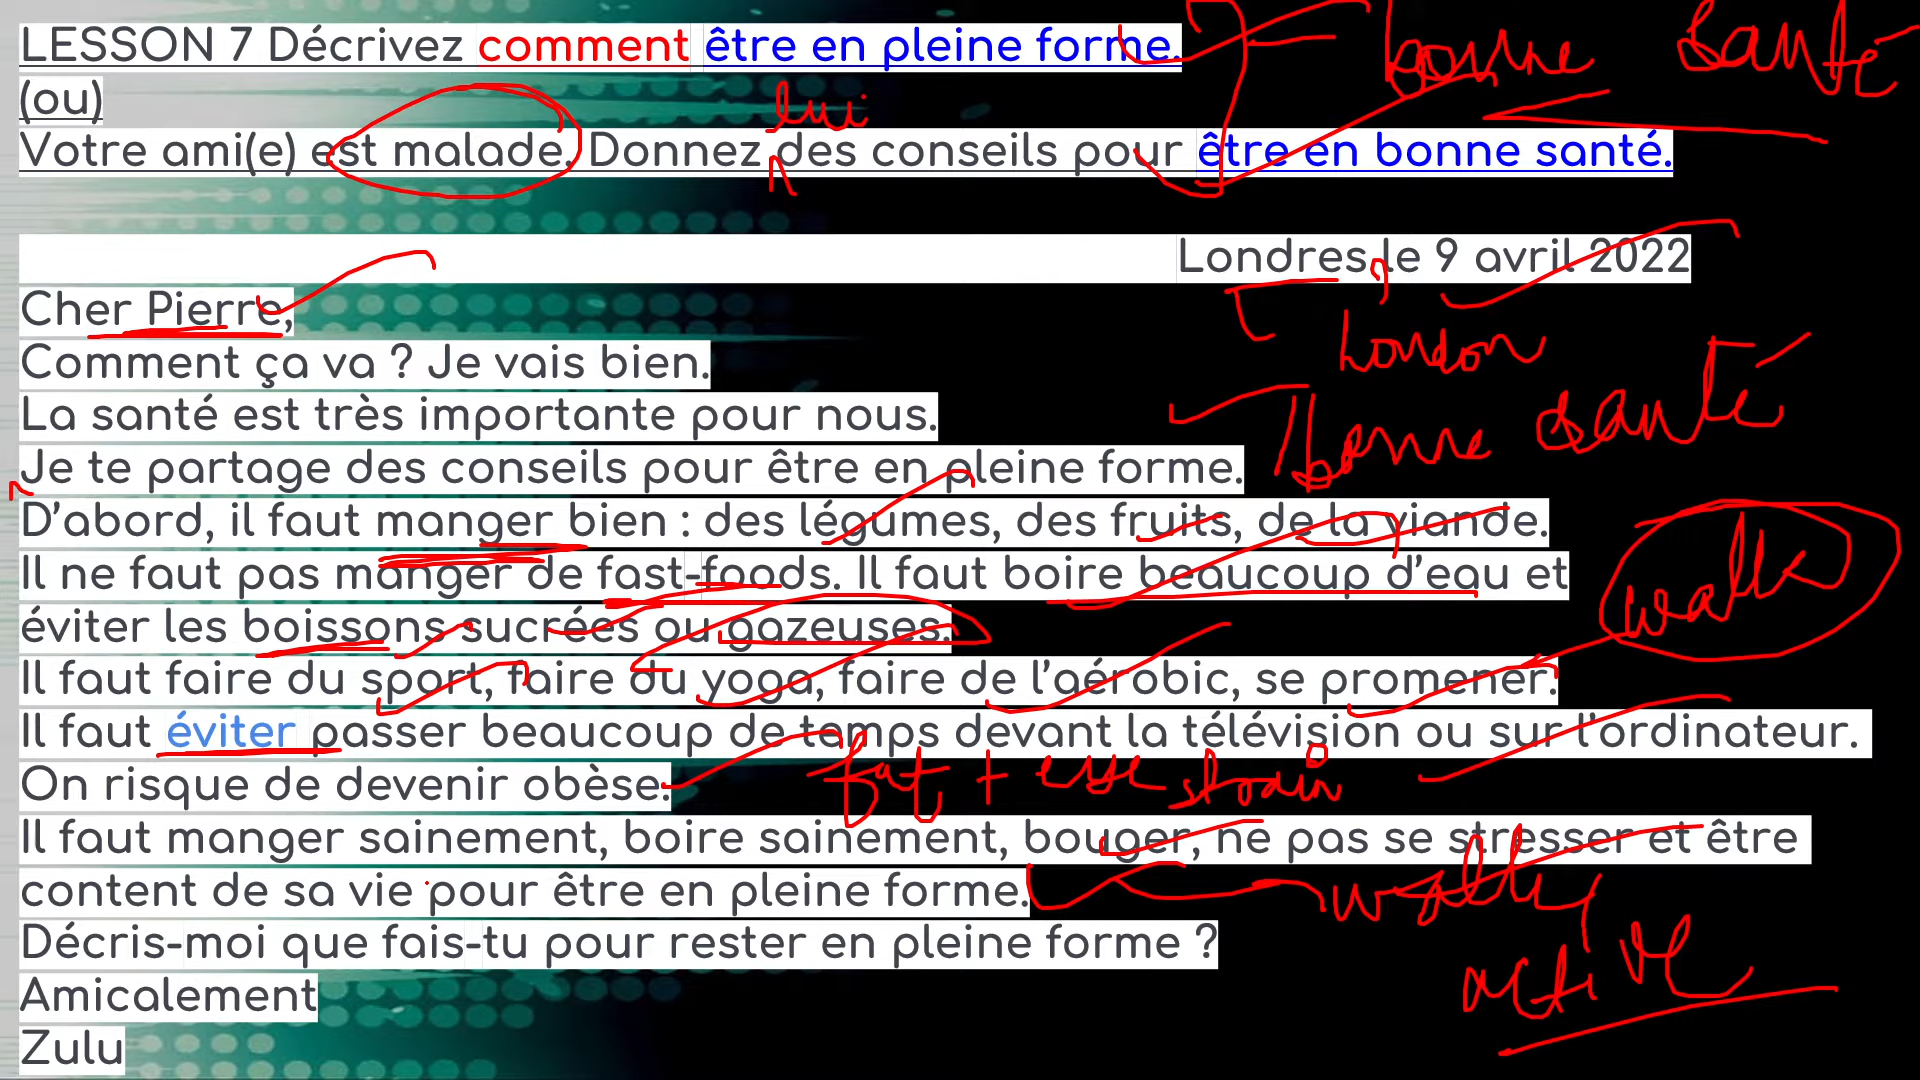 LESSON 7 Décrivez comment être en pleine forme.
bonne santé
(ou)
lui
Votre ami(e) est malade. Donnez des conseils pour être en bonne santé.
Londres le 9 avril 2022
Cher Pierre,
London
Comment ça va ? Je vais bien.
La santé est très importante pour nous.
bonne santé
Je te partage des conseils pour être en pleine forme.
D'abord, il faut manger bien : des légumes, des fruits, de la viande.
Il ne faut pas manger de fast-foods. Il faut boire beaucoup d'eau et
walk
éviter les boissons sucrées ou gazeuses.
Il faut faire du sport, faire du yoga, faire de l'aérobic, se promener.
Il faut éviter passer beaucoup de temps devant la télévision ou sur l'ordinateur.
On risque de devenir obèse.
fat + eye strain
Il faut manger sainement, boire sainement, bouger, ne pas se stresser et être
content de sa vie pour être en pleine forme.
Décris-moi que fais-tu pour rester en pleine forme ?
active
Amicalement
Zulu